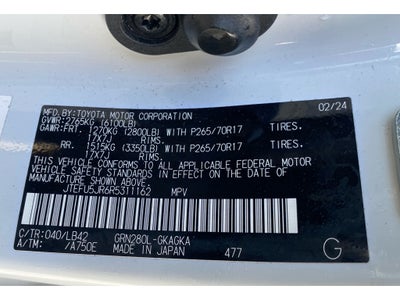 MFD.BY:TOYOTA MOTOR CORPORATION 02/24
GVWR:2765KG (6100LB)
GAWR:FRT. 1270KG (2800LB) WITH P265/70R17 TIRES.
17X7J RIMS.
RR. 1515KG (3350LB) WITH P265/70R17 TIRES.
17X7J RIMS.
THIS VEHICLE CONFORMS TO ALL APPLICABLE FEDERAL MOTOR
VEHICLE SAFETY STANDARDS IN EFFECT ON THE DATE OF
MANUFACTURE SHOWN ABOVE.
JTEFU5JR6R5311162 MPV
C/TR:040/LB42 GRN280L-GKAGKA
A/TM: /A750E MADE IN JAPAN 477 G